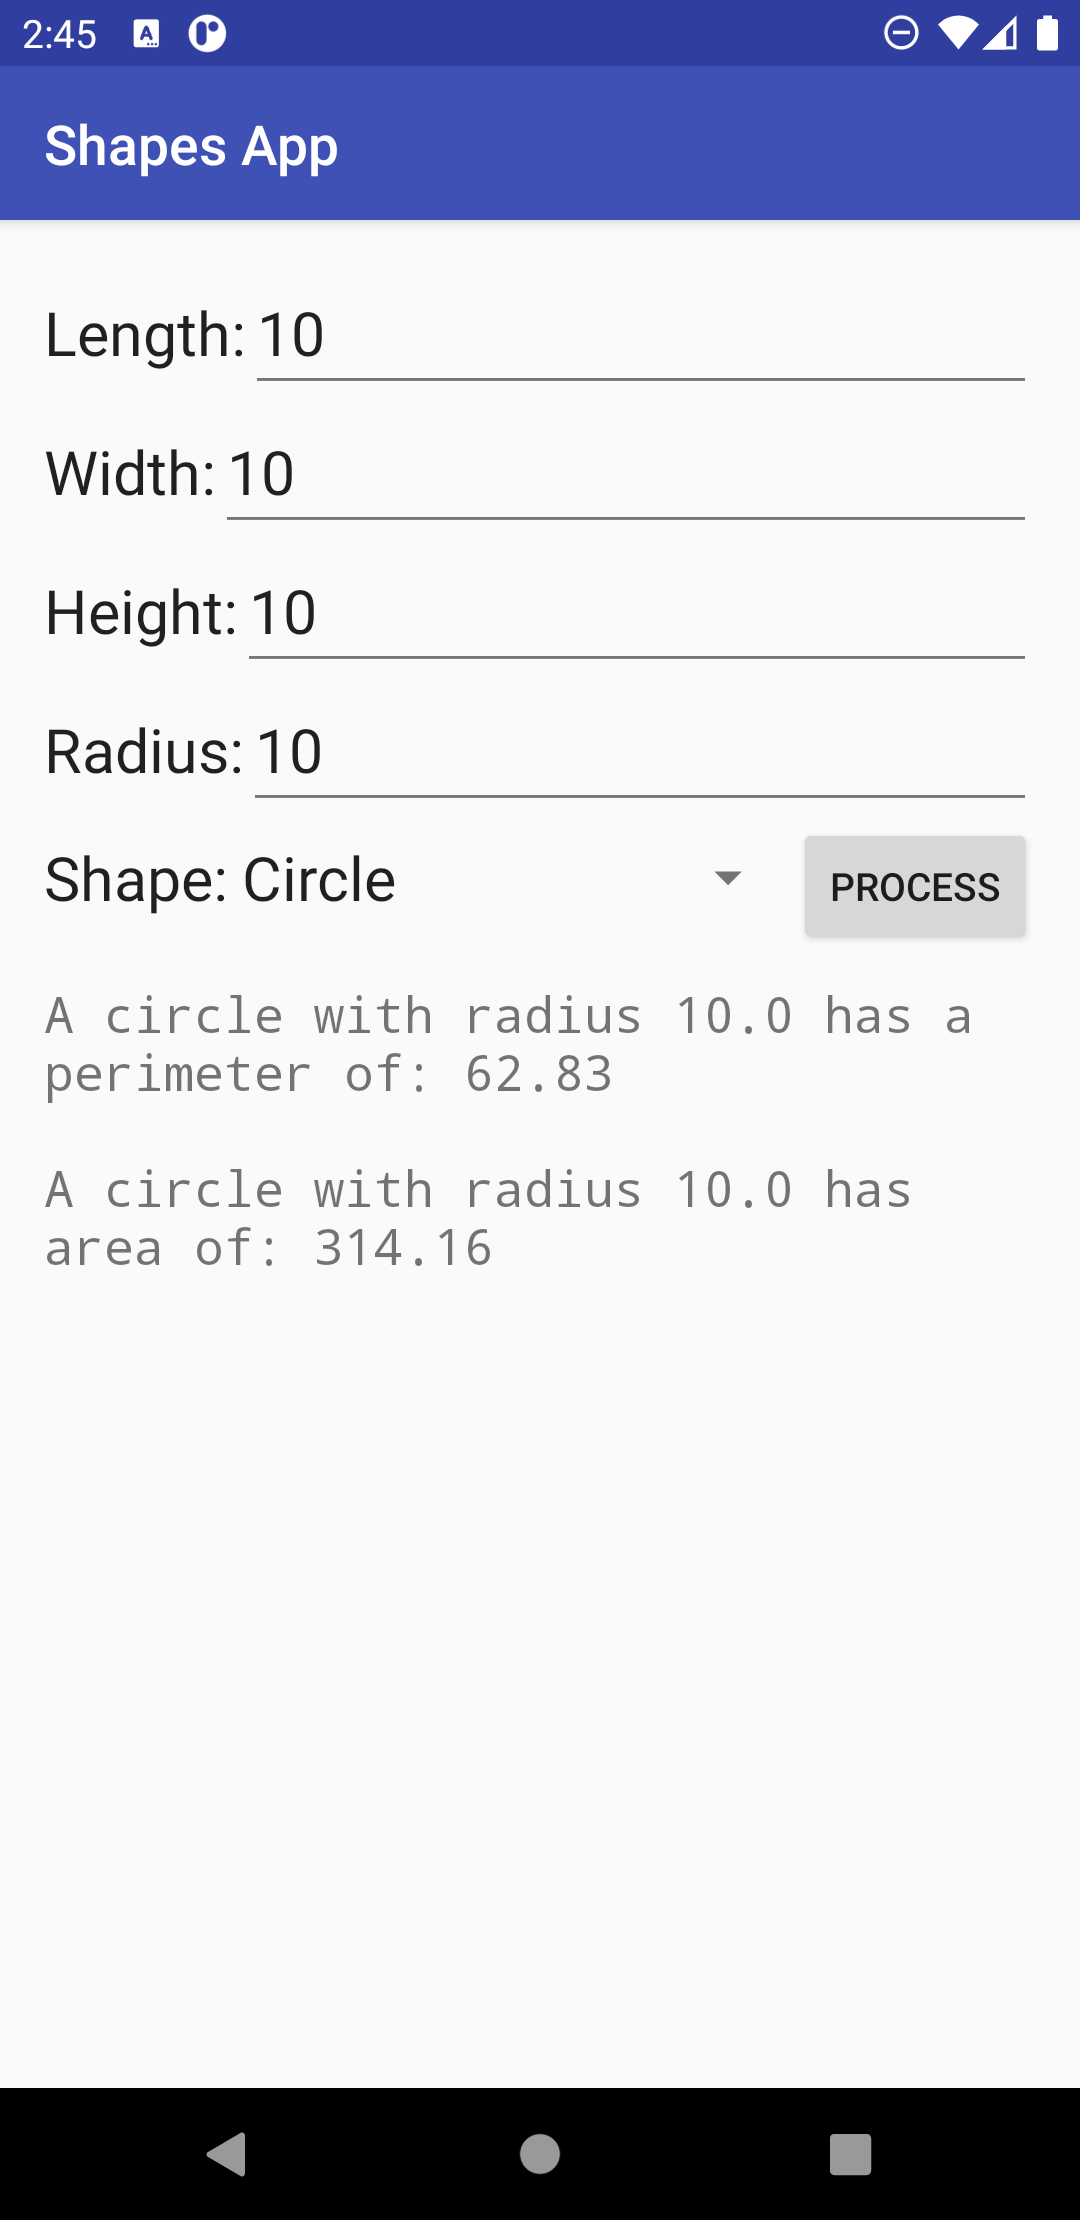 2:45
Shapes App
Length: 10
Width: 10
Height: 10
Radius: 10
Shape: Circle
PROCESS
A circle with radius 10.0 has a
perimeter of: 62.83
A circle with radius 10.0 has
area of: 314.16